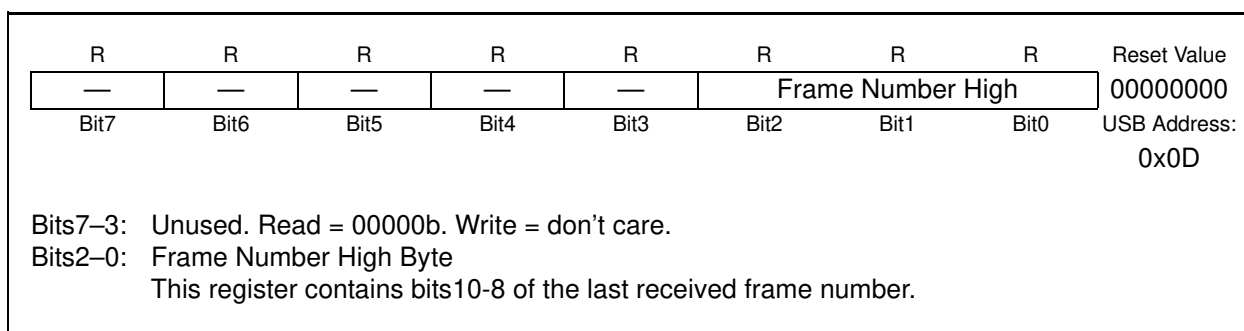 R R R R R R R R Reset Value
— — — — — Frame Number High 00000000
Bit7 Bit6 Bit5 Bit4 Bit3 Bit2 Bit1 Bit0 USB Address:
0x0D
Bits7–3: Unused. Read = 00000b. Write = don't care.
Bits2–0: Frame Number High Byte
This register contains bits10-8 of the last received frame number.